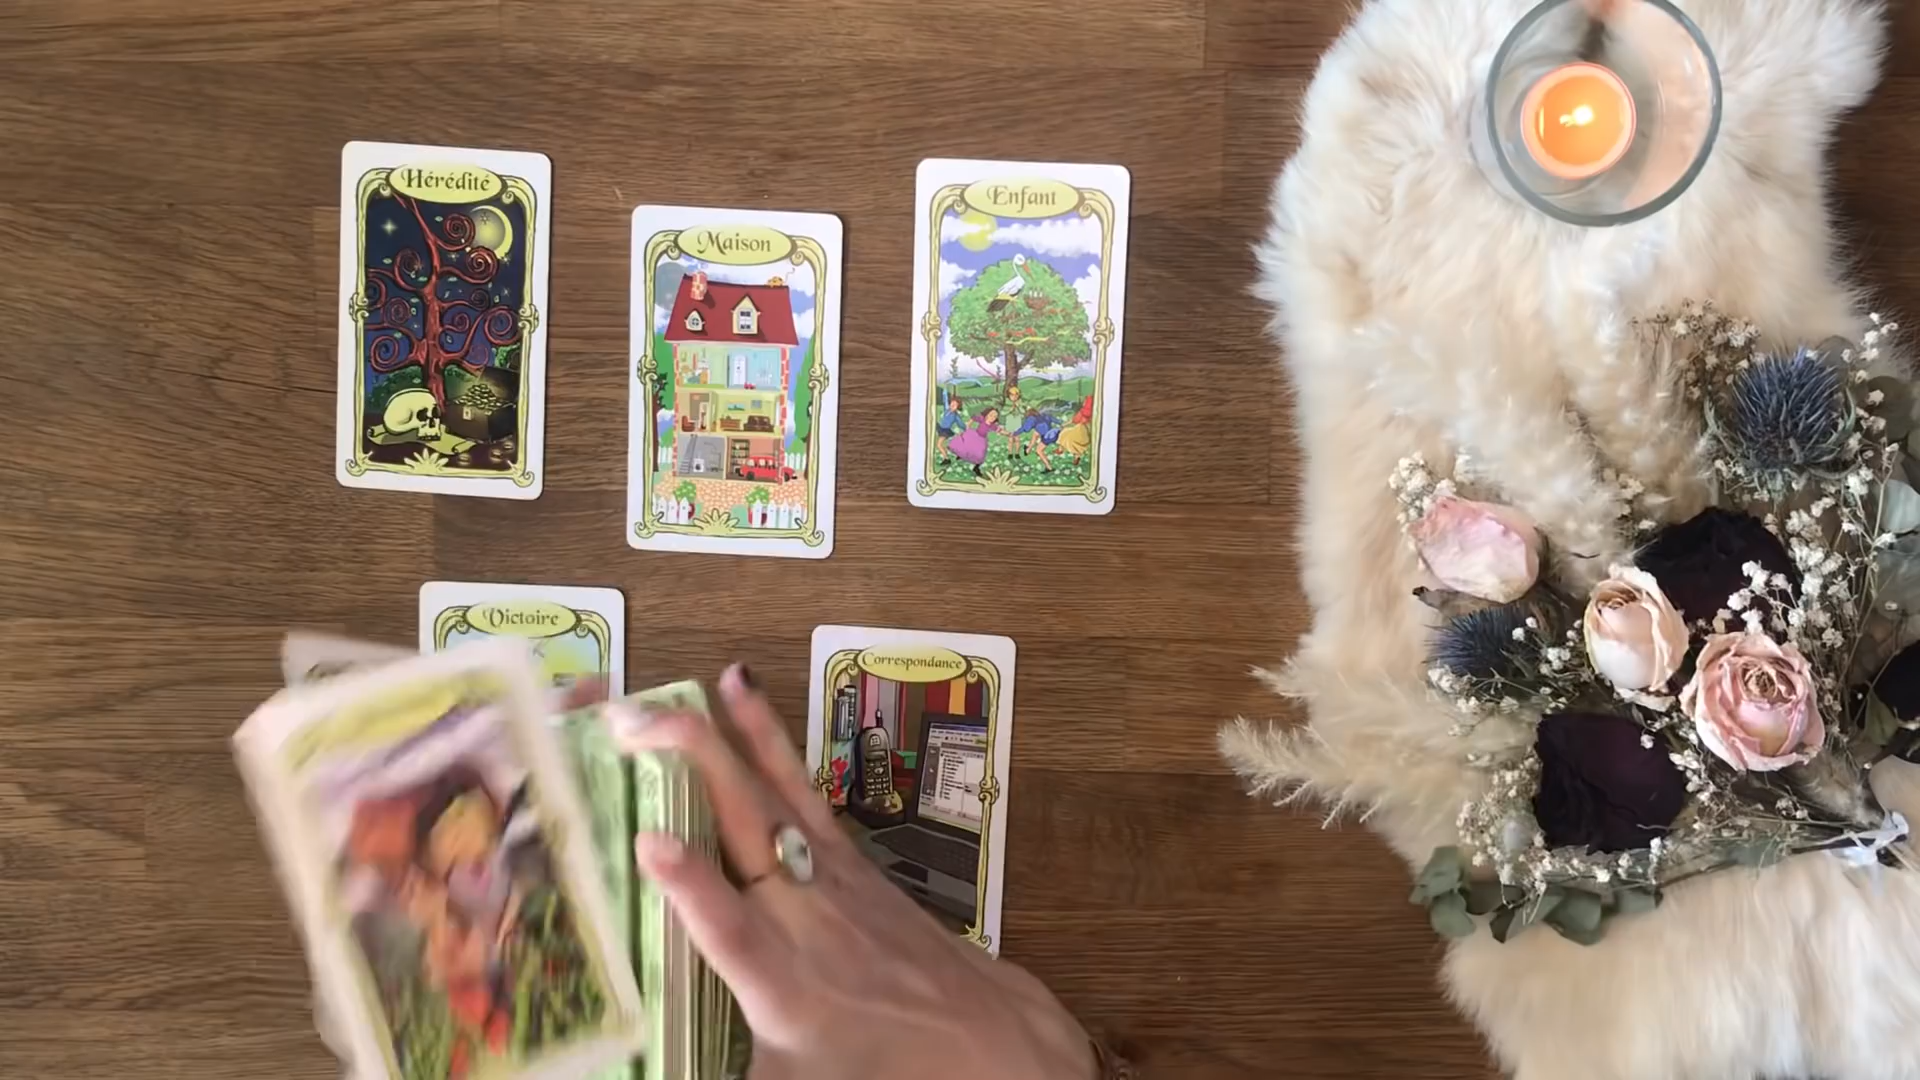 Hérédité
Maison
Enfant
Victoire
Correspondance